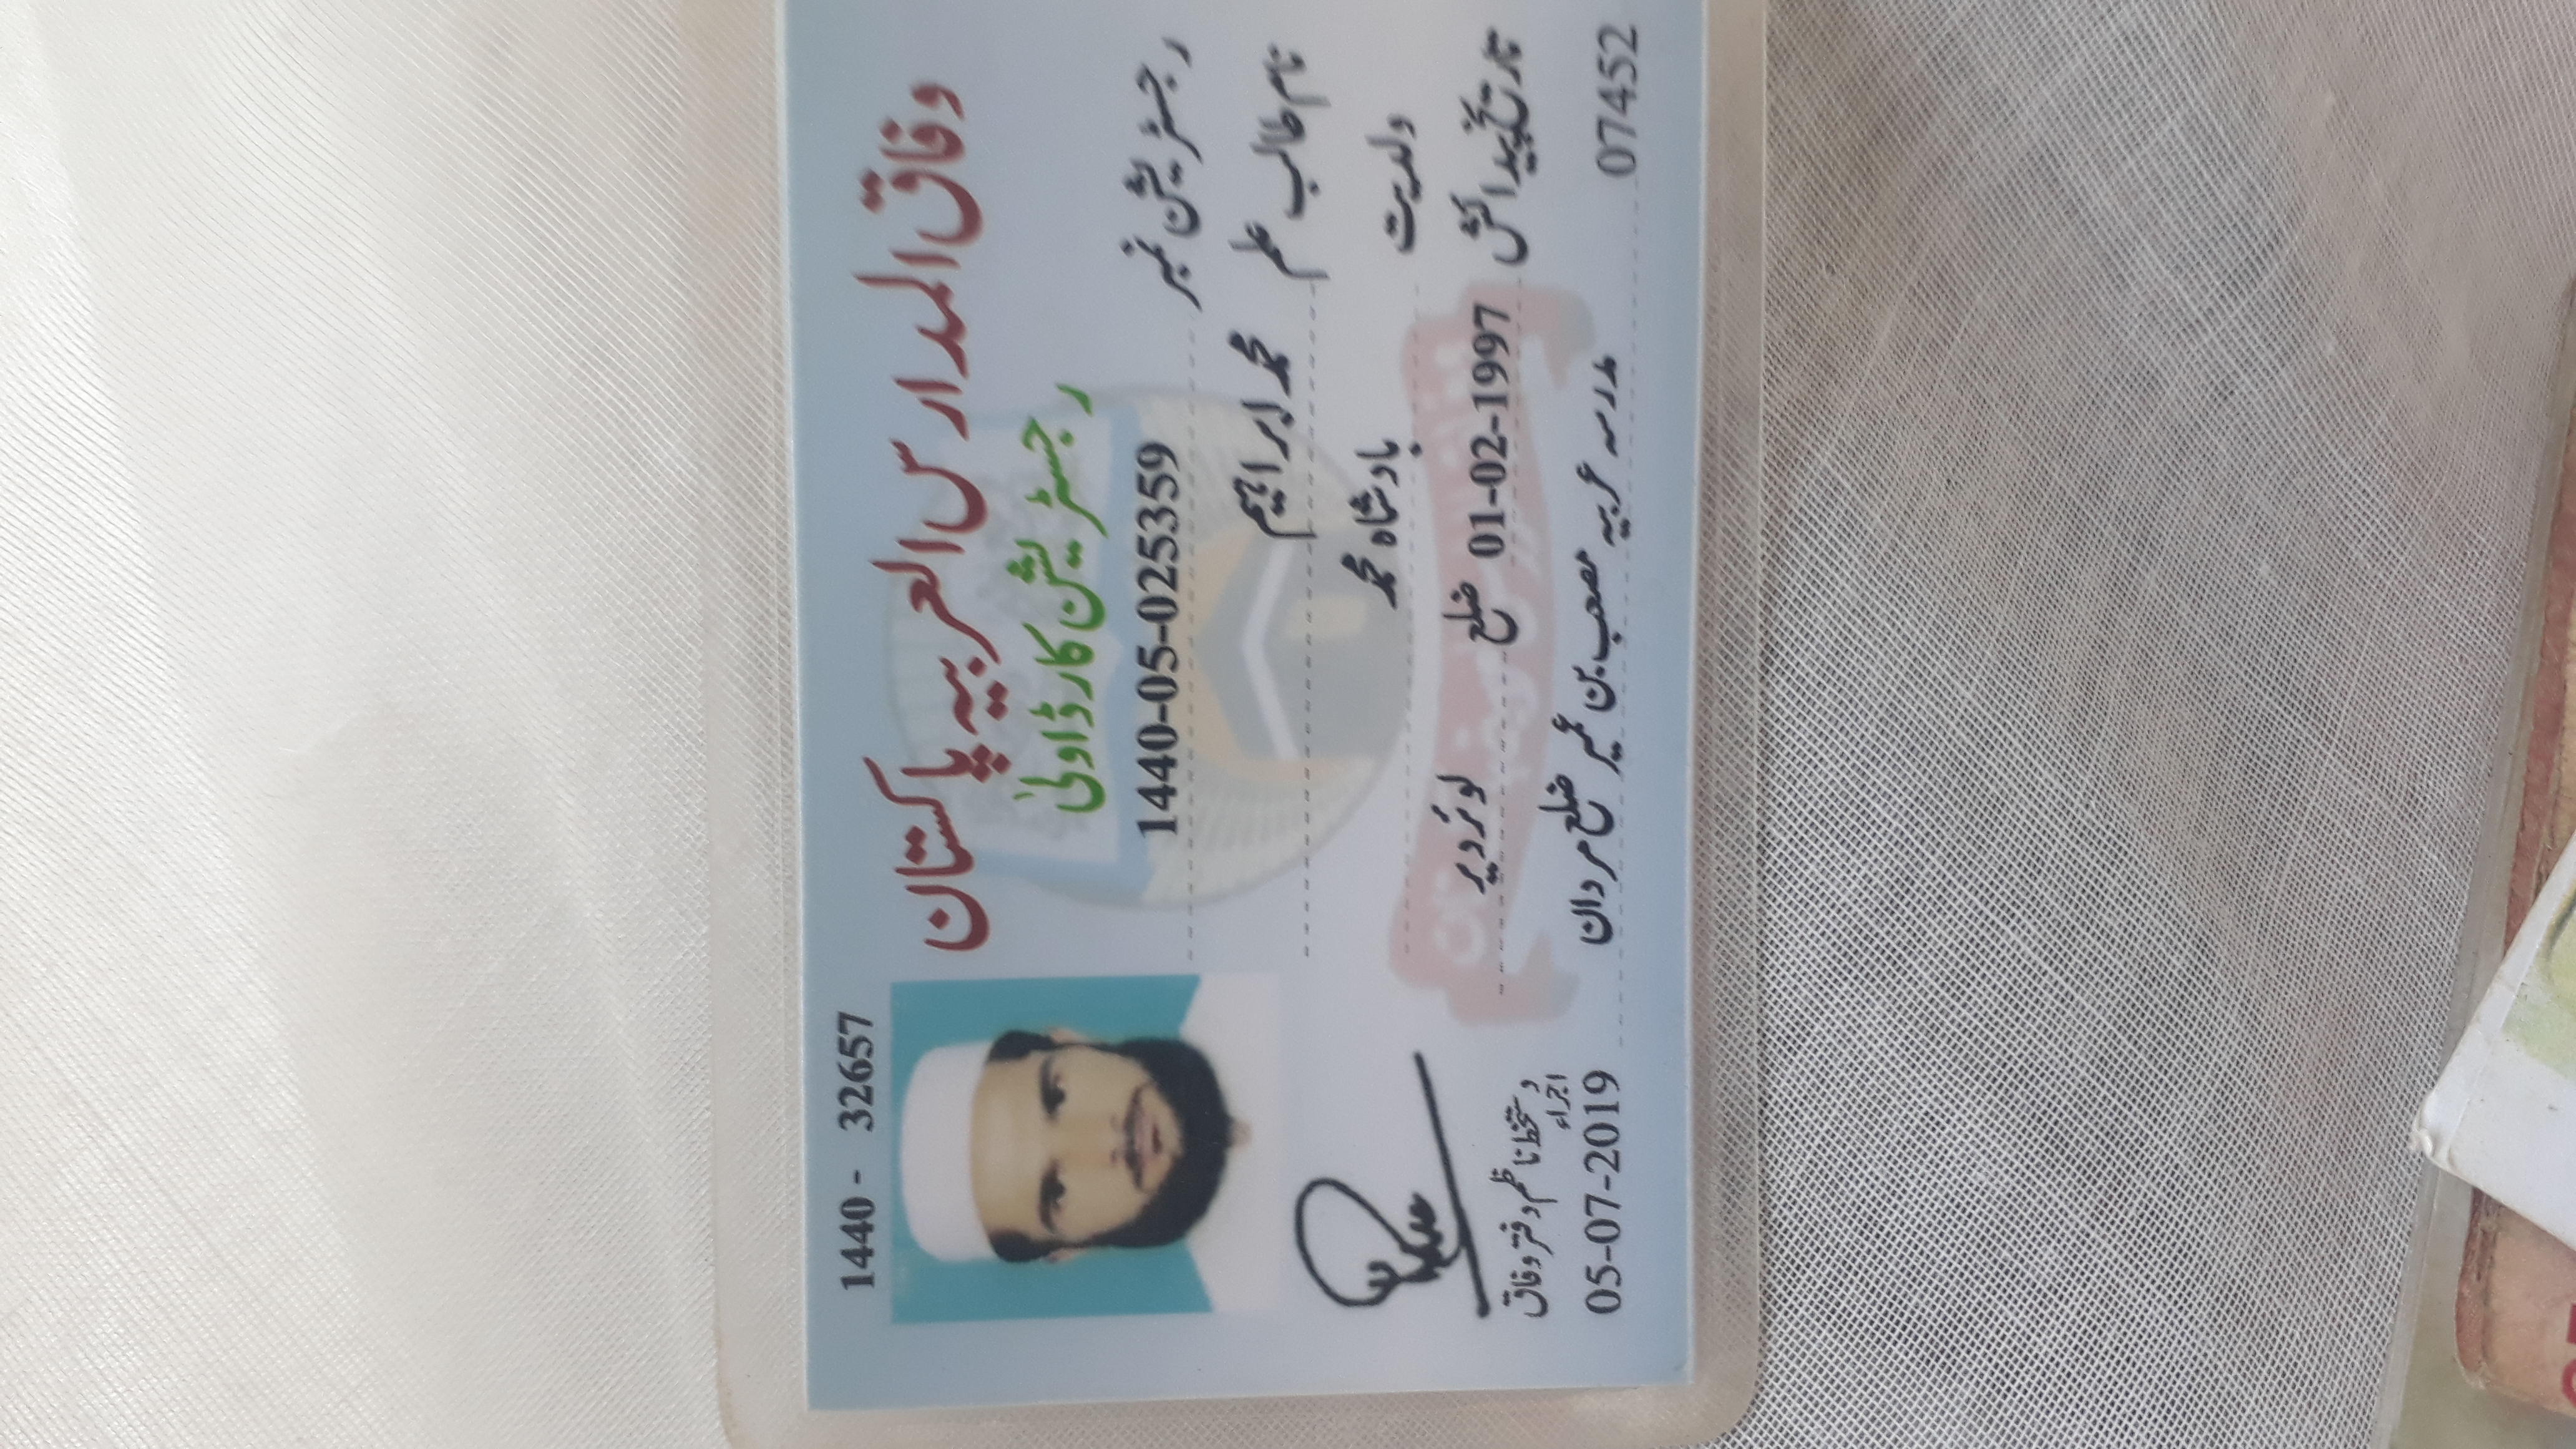 وفاق المدارس العربیہ پاکستان
1440 - 32657
رجسٹریشن کارڈ اولیٰ
رجسٹریشن نمبر 1440-05-025359
نام طالب علم محمد ابراہیم
ولدیت بادشاہ محمد
تاریخ پیدائش 01-02-1997 ضلع لوئر دیر
07452 مدرسہ عربیہ مصعب بن عمیر ضلع مردان
دستخط ناظم دفتر وفاق
اجراء
05-07-2019